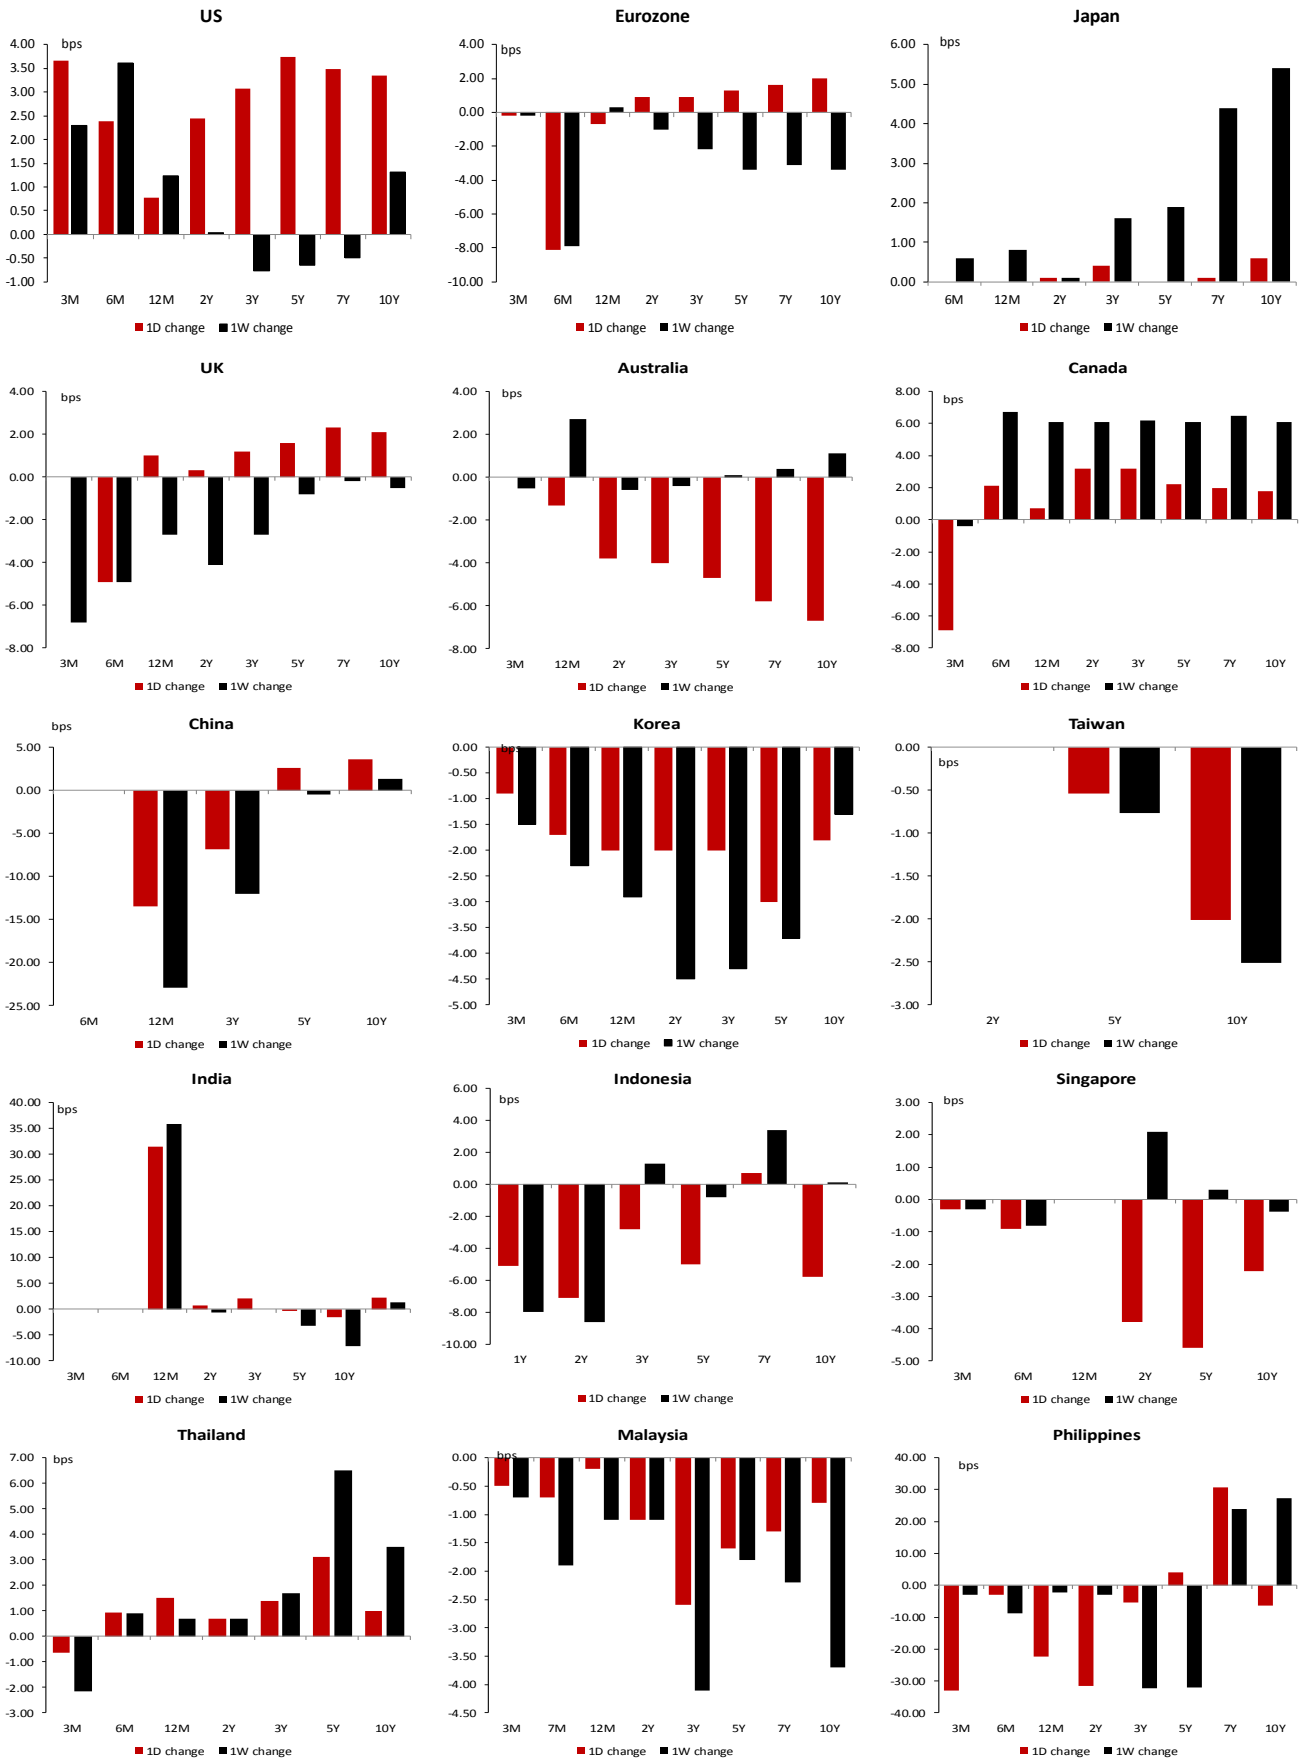 US
bps
4.00
3.50
3.00
2.50
2.00
1.50
1.00
0.50
0.00
-0.50
-1.00
3M 6M 12M 2Y 3Y 5Y 7Y 10Y
1D change 1W change
Eurozone
bps
4.00
2.00
0.00
-2.00
-4.00
-6.00
-8.00
-10.00
3M 6M 12M 2Y 3Y 5Y 7Y 10Y
1D change 1W change
Japan
bps
6.00
5.00
4.00
3.00
2.00
1.00
0.00
6M 12M 2Y 3Y 5Y 7Y 10Y
1D change 1W change
UK
bps
4.00
2.00
0.00
-2.00
-4.00
-6.00
-8.00
3M 6M 12M 2Y 3Y 5Y 7Y 10Y
1D change 1W change
Australia
bps
4.00
2.00
0.00
-2.00
-4.00
-6.00
-8.00
3M 12M 2Y 3Y 5Y 7Y 10Y
1D change 1W change
Canada
bps
8.00
6.00
4.00
2.00
0.00
-2.00
-4.00
-6.00
-8.00
3M 6M 12M 2Y 3Y 5Y 7Y 10Y
1D change 1W change
China
bps
5.00
0.00
-5.00
-10.00
-15.00
-20.00
-25.00
6M 12M 3Y 5Y 10Y
1D change 1W change
Korea
bps
0.00
-0.50
-1.00
-1.50
-2.00
-2.50
-3.00
-3.50
-4.00
-4.50
-5.00
3M 6M 12M 2Y 3Y 5Y 10Y
1D change 1W change
Taiwan
bps
0.00
-0.50
-1.00
-1.50
-2.00
-2.50
-3.00
2Y 5Y 10Y
1D change 1W change
India
bps
40.00
35.00
30.00
25.00
20.00
15.00
10.00
5.00
0.00
-5.00
-10.00
3M 6M 12M 2Y 3Y 5Y 10Y
1D change 1W change
Indonesia
bps
6.00
4.00
2.00
0.00
-2.00
-4.00
-6.00
-8.00
-10.00
1Y 2Y 3Y 5Y 7Y 10Y
1D change 1W change
Singapore
bps
3.00
2.00
1.00
0.00
-1.00
-2.00
-3.00
-4.00
-5.00
3M 6M 12M 2Y 5Y 10Y
1D change 1W change
Thailand
bps
7.00
6.00
5.00
4.00
3.00
2.00
1.00
0.00
-1.00
-2.00
-3.00
3M 6M 12M 2Y 3Y 5Y 10Y
1D change 1W change
Malaysia
bps
0.00
-0.50
-1.00
-1.50
-2.00
-2.50
-3.00
-3.50
-4.00
-4.50
3M 7M 12M 2Y 3Y 5Y 7Y 10Y
1D change 1W change
Philippines
bps
40.00
30.00
20.00
10.00
0.00
-10.00
-20.00
-30.00
-40.00
3M 6M 12M 2Y 3Y 5Y 7Y 10Y
1D change 1W change